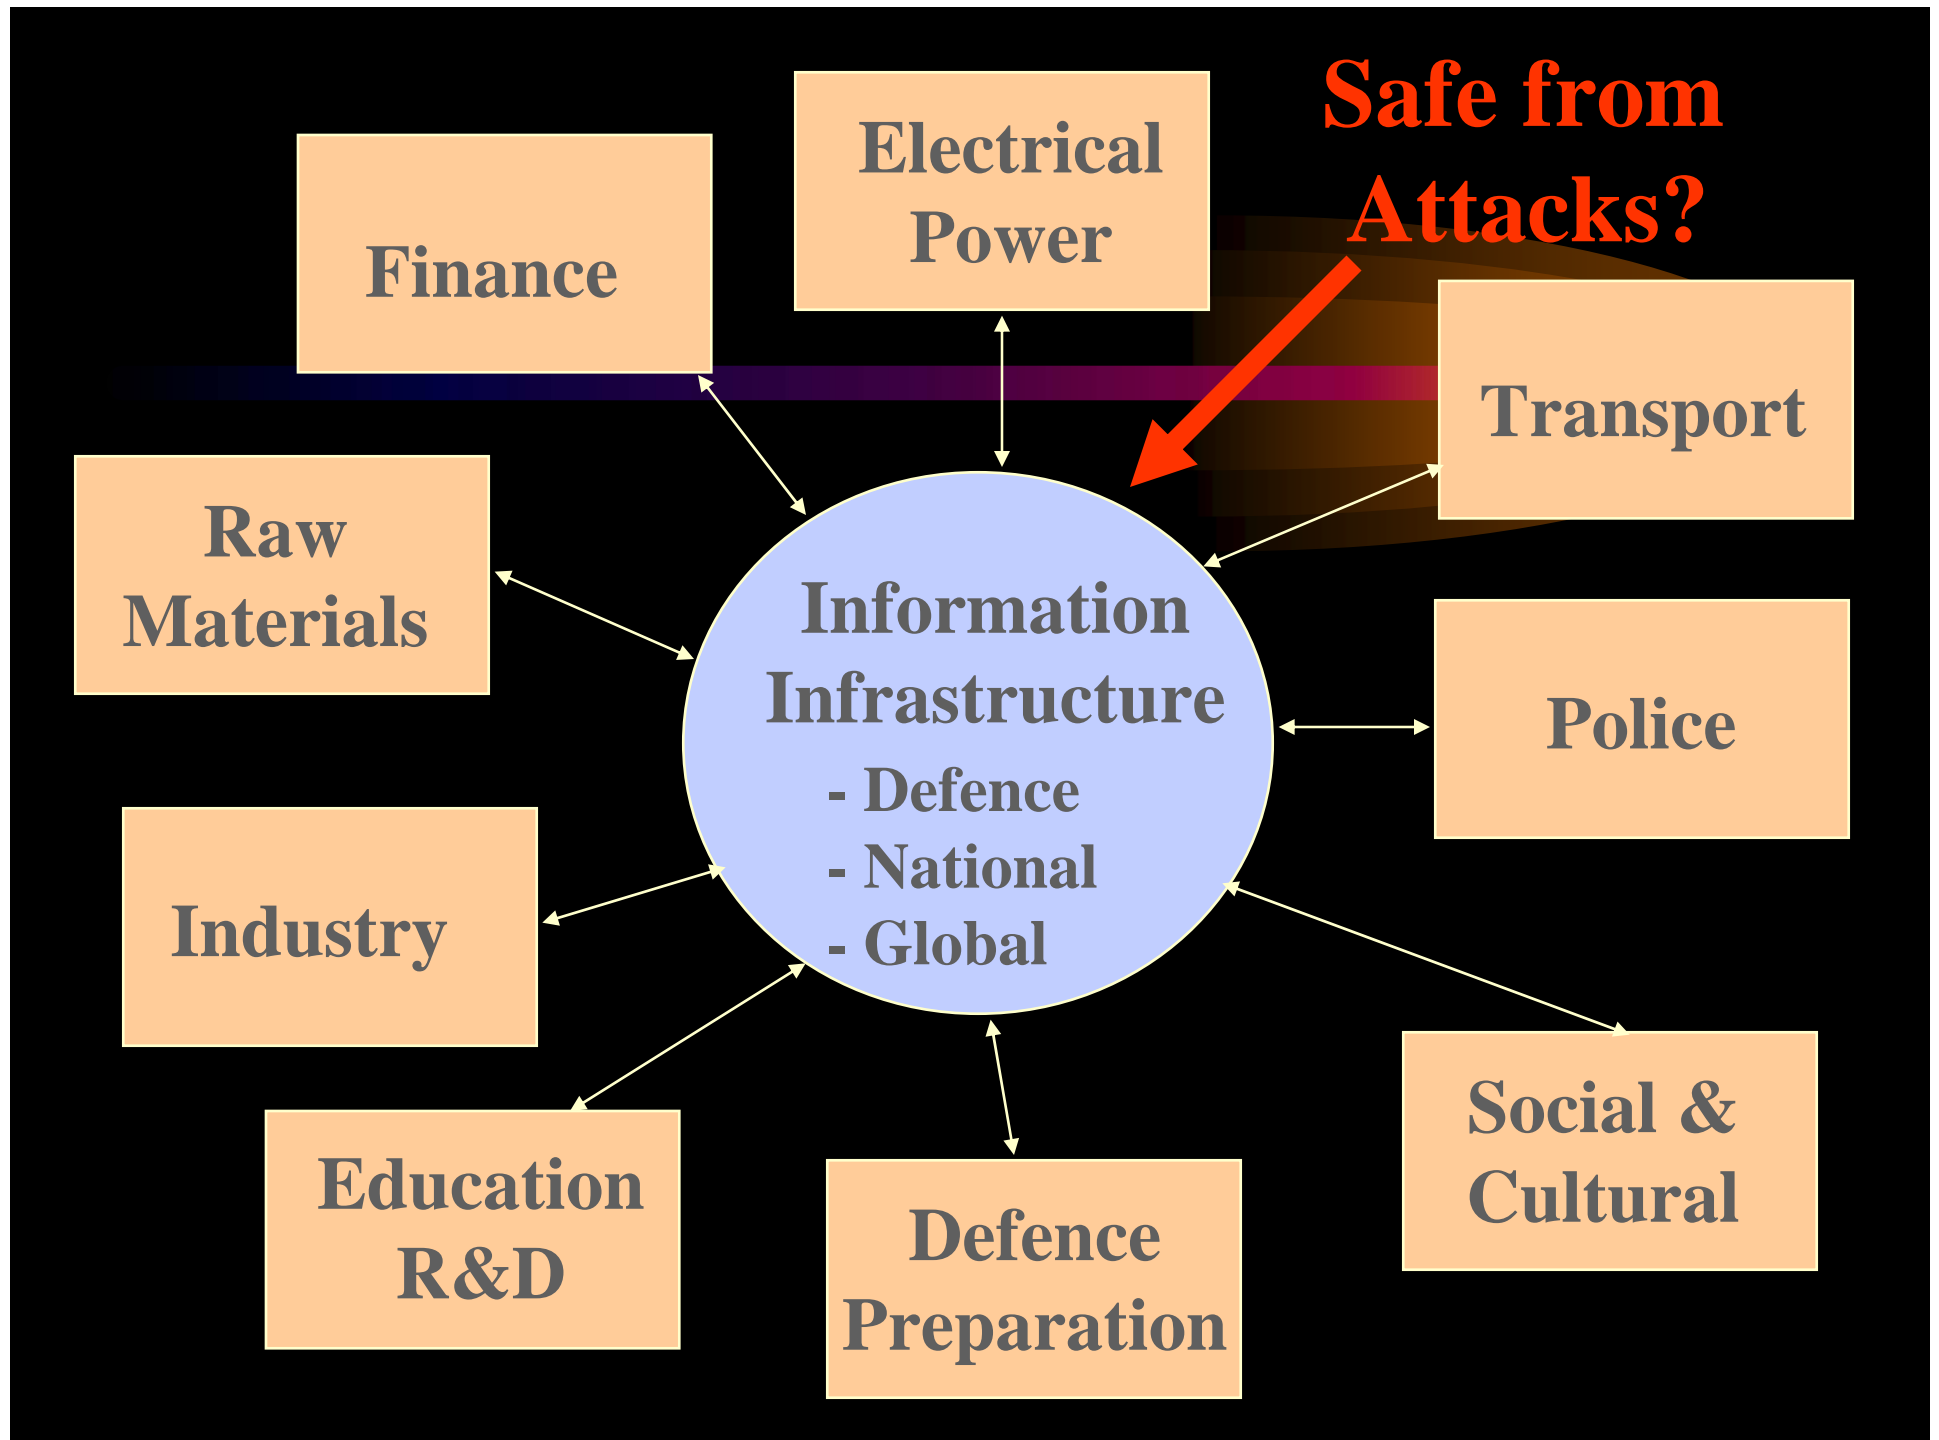 Safe from
Attacks?
Electrical
Power
Finance
Transport
Raw
Materials
Information
Infrastructure
- Defence
- National
- Global
Police
Industry
Social &
Cultural
Education
R&D
Defence
Preparation